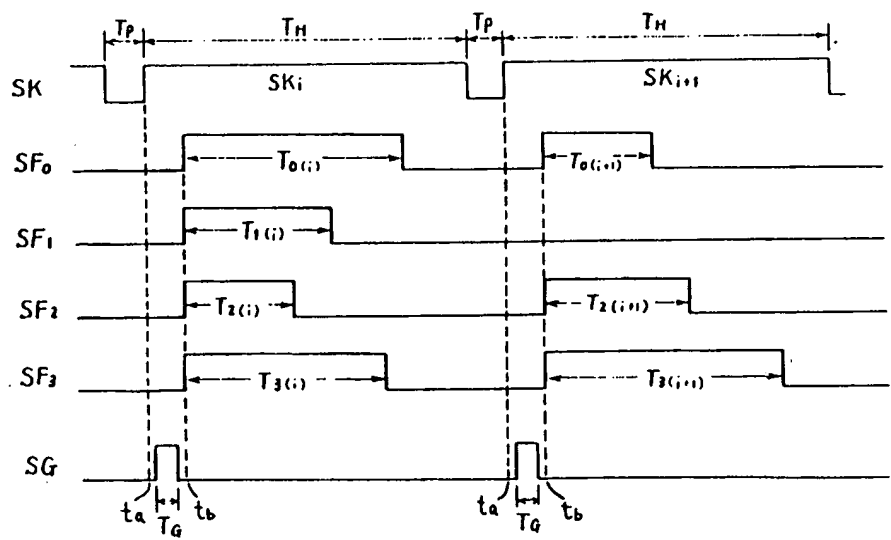 TP TH TP TH
SK SKi SKi+1
SF0 T0(i) T0(i+1)
SF1 T1(i)
SF2 T2(i) T2(i+1)
SF3 T3(i) T3(i+1)
SG
ta TG tb ta TG tb